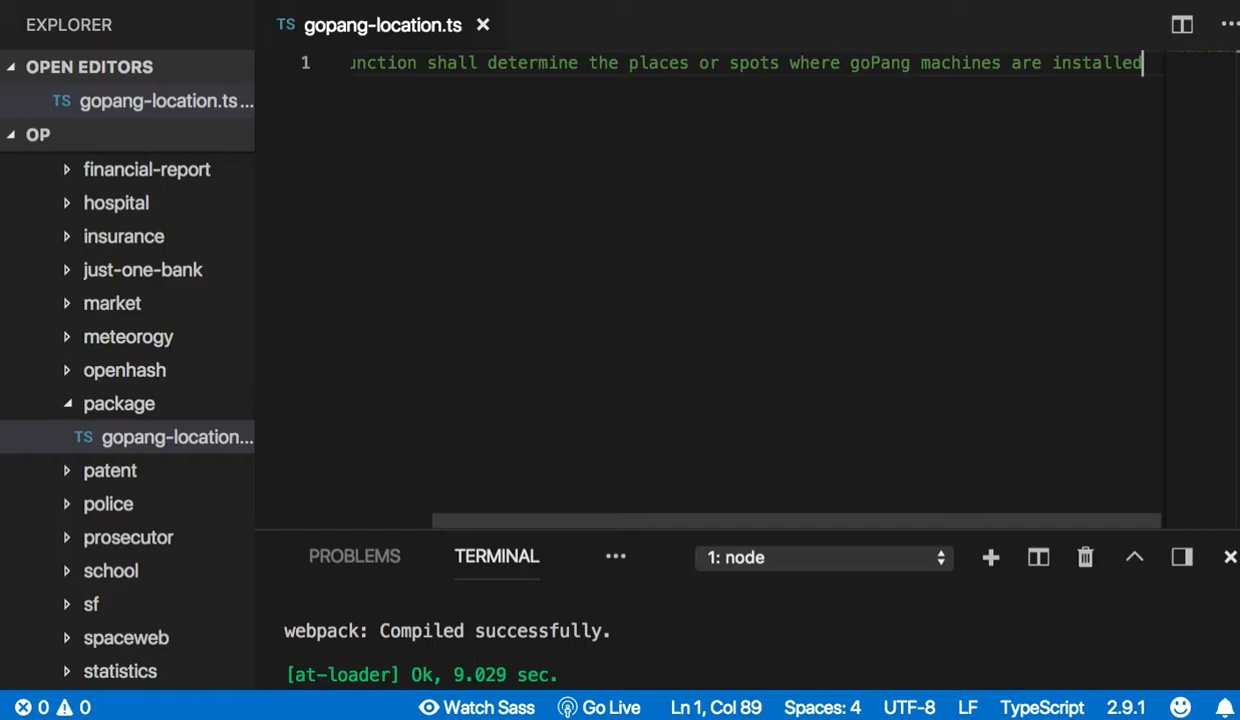 EXPLORER
TS gopang-location.ts ✕ ...
OPEN EDITORS
1 unction shall determine the places or spots where goPang machines are installed
TS gopang-location.ts ...
OP
financial-report
hospital
insurance
just-one-bank
market
meteorogy
openhash
package
TS gopang-location...
patent
police
prosecutor
school
sf
spaceweb
statistics
PROBLEMS TERMINAL ... 1: node
webpack: Compiled successfully.
[at-loader] Ok, 9.029 sec.
0 0 Watch Sass Go Live Ln 1, Col 89 Spaces: 4 UTF-8 LF TypeScript 2.9.1